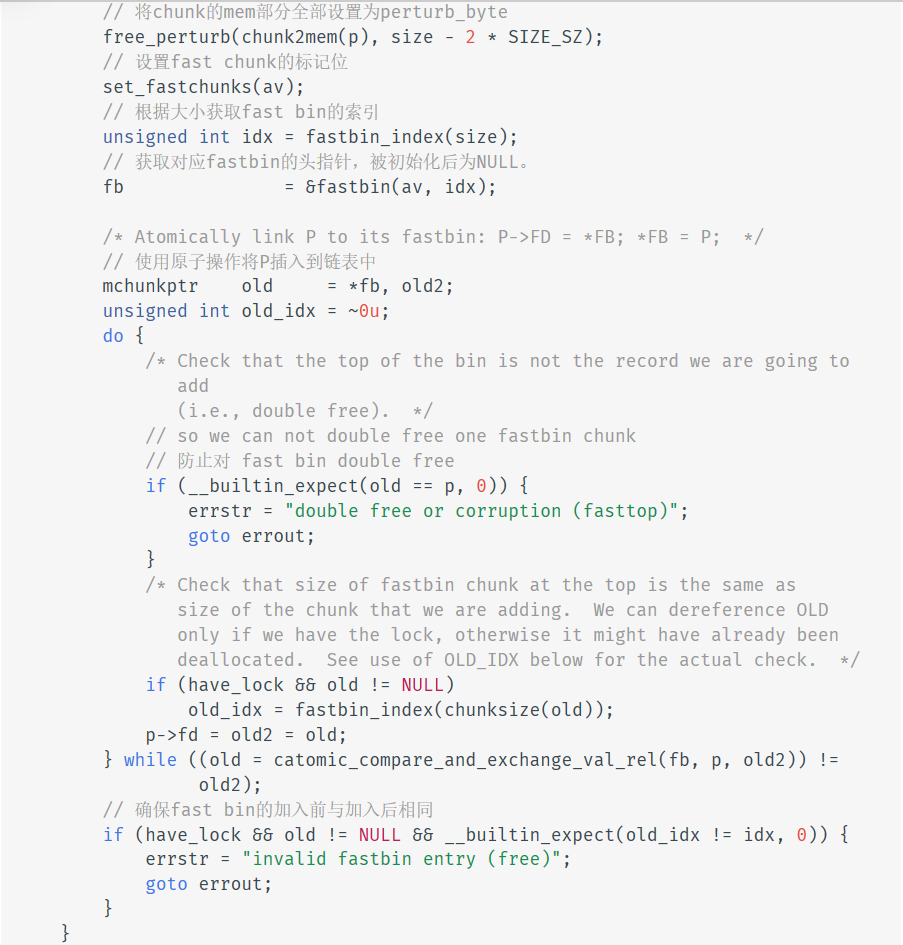 // 将chunk的mem部分全部设置为perturb_byte
free_perturb(chunk2mem(p), size - 2 * SIZE_SZ);
// 设置fast chunk的标记位
set_fastchunks(av);
// 根据大小获取fast bin的索引
unsigned int idx = fastbin_index(size);
// 获取对应fastbin的头指针，被初始化后为NULL。
fb               = &fastbin(av, idx);

/* Atomically link P to its fastbin: P->FD = *FB; *FB = P;  */
// 使用原子操作将P插入到链表中
mchunkptr    old     = *fb, old2;
unsigned int old_idx = ~0u;
do {
    /* Check that the top of the bin is not the record we are going to
       add
       (i.e., double free).  */
    // so we can not double free one fastbin chunk
    // 防止对 fast bin double free
    if (__builtin_expect(old == p, 0)) {
        errstr = "double free or corruption (fasttop)";
        goto errout;
    }
    /* Check that size of fastbin chunk at the top is the same as
       size of the chunk that we are adding.  We can dereference OLD
       only if we have the lock, otherwise it might have already been
       deallocated.  See use of OLD_IDX below for the actual check.  */
    if (have_lock && old != NULL)
        old_idx = fastbin_index(chunksize(old));
    p->fd = old2 = old;
} while ((old = catomic_compare_and_exchange_val_rel(fb, p, old2)) !=
         old2);
// 确保fast bin的加入前与加入后相同
if (have_lock && old != NULL && __builtin_expect(old_idx != idx, 0)) {
    errstr = "invalid fastbin entry (free)";
    goto errout;
}
}